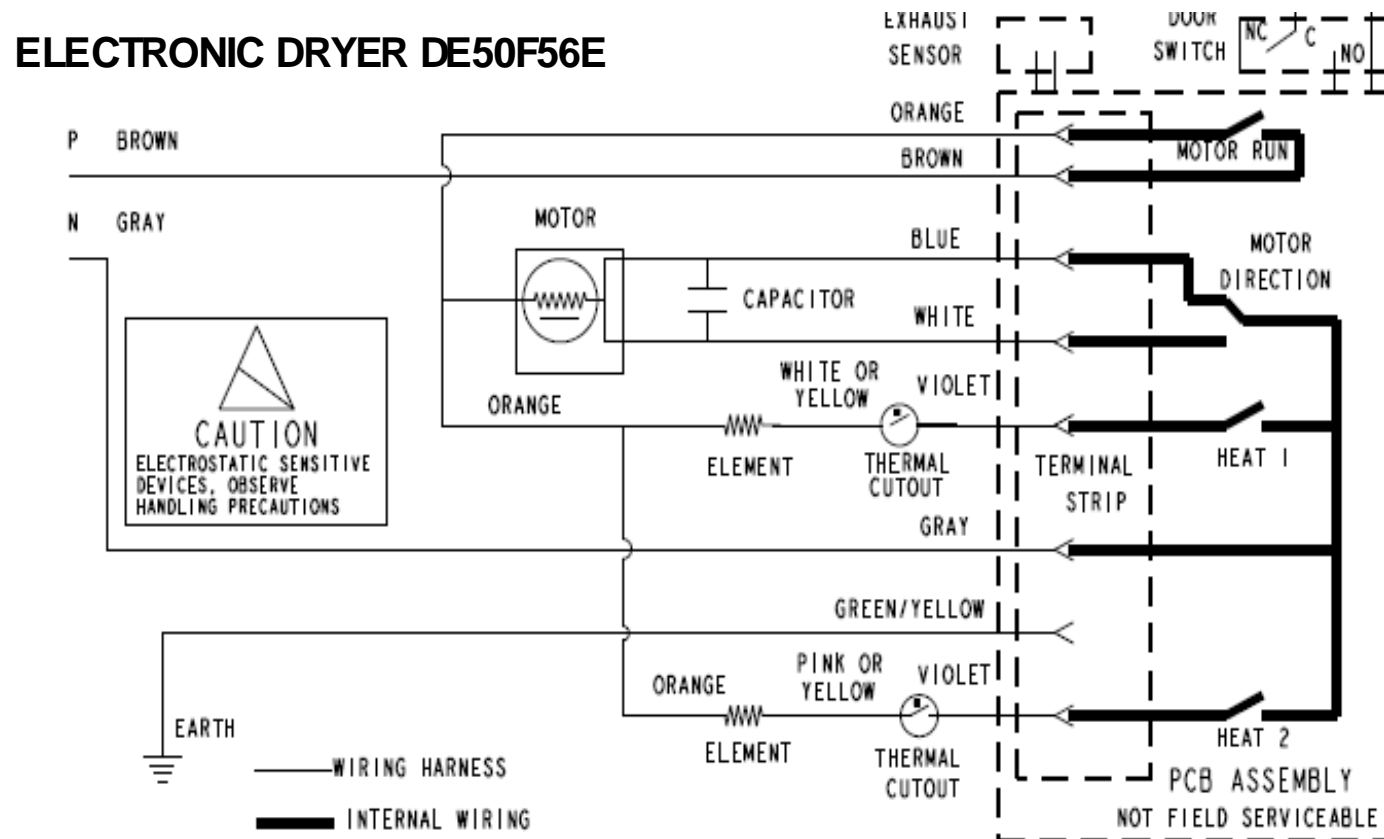 ELECTRONIC DRYER DE50F56E
EXHAUST
SENSOR
DOOR
SWITCH
NC
C
NO
P BROWN
ORANGE
MOTOR RUN
BROWN
N GRAY
MOTOR
BLUE
MOTOR
DIRECTION
CAPACITOR
WHITE
WHITE OR
YELLOW
VIOLET
ORANGE
ELEMENT
THERMAL
CUTOUT
TERMINAL
STRIP
HEAT 1
CAUTION
ELECTROSTATIC SENSITIVE
DEVICES, OBSERVE
HANDLING PRECAUTIONS
GRAY
GREEN/YELLOW
PINK OR
YELLOW
VIOLET
ORANGE
EARTH
ELEMENT
THERMAL
CUTOUT
HEAT 2
WIRING HARNESS
INTERNAL WIRING
PCB ASSEMBLY
NOT FIELD SERVICEABLE